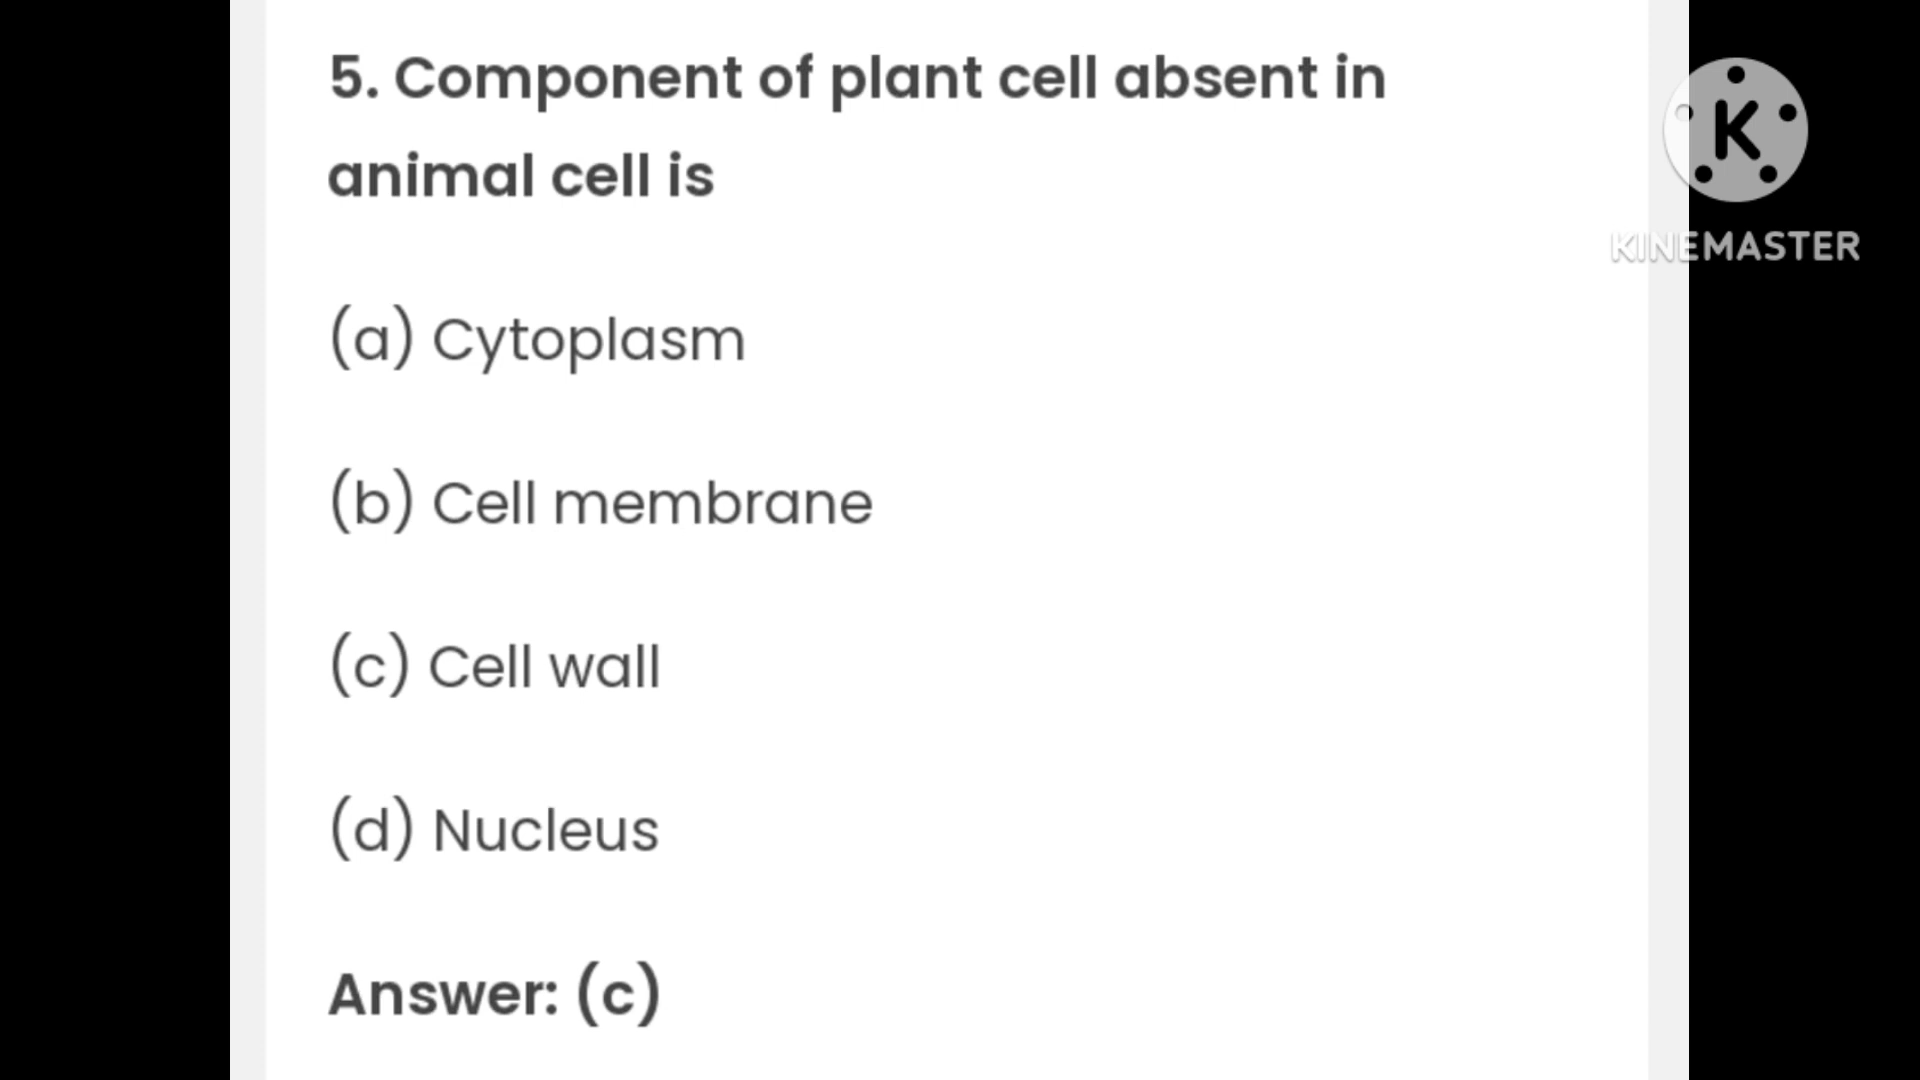 5. Component of plant cell absent in
animal cell is
(a) Cytoplasm
(b) Cell membrane
(c) Cell wall
(d) Nucleus
Answer: (c)
K
KINEMASTER